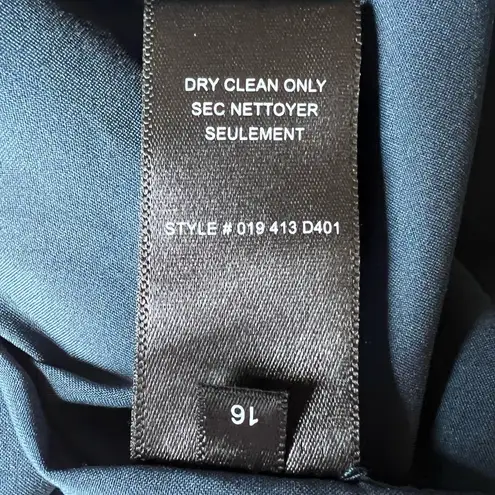 DRY CLEAN ONLY
SEC NETTOYER
SEULEMENT
STYLE # 019 413 D401
16